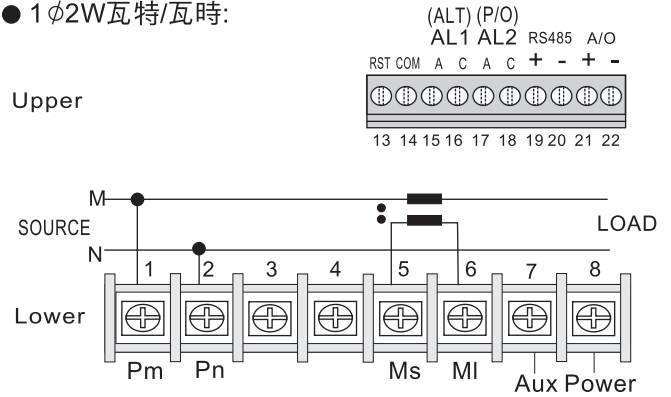 ● 1ϕ2W瓦特/瓦時:
(ALT) (P/O)
AL1 AL2 RS485 A/O
RST COM A C A C + - + -
Upper
13 14 15 16 17 18 19 20 21 22
M
SOURCE
LOAD
N
1 2 3 4 5 6 7 8
Lower
Pm Pn Ms Ml
Aux Power